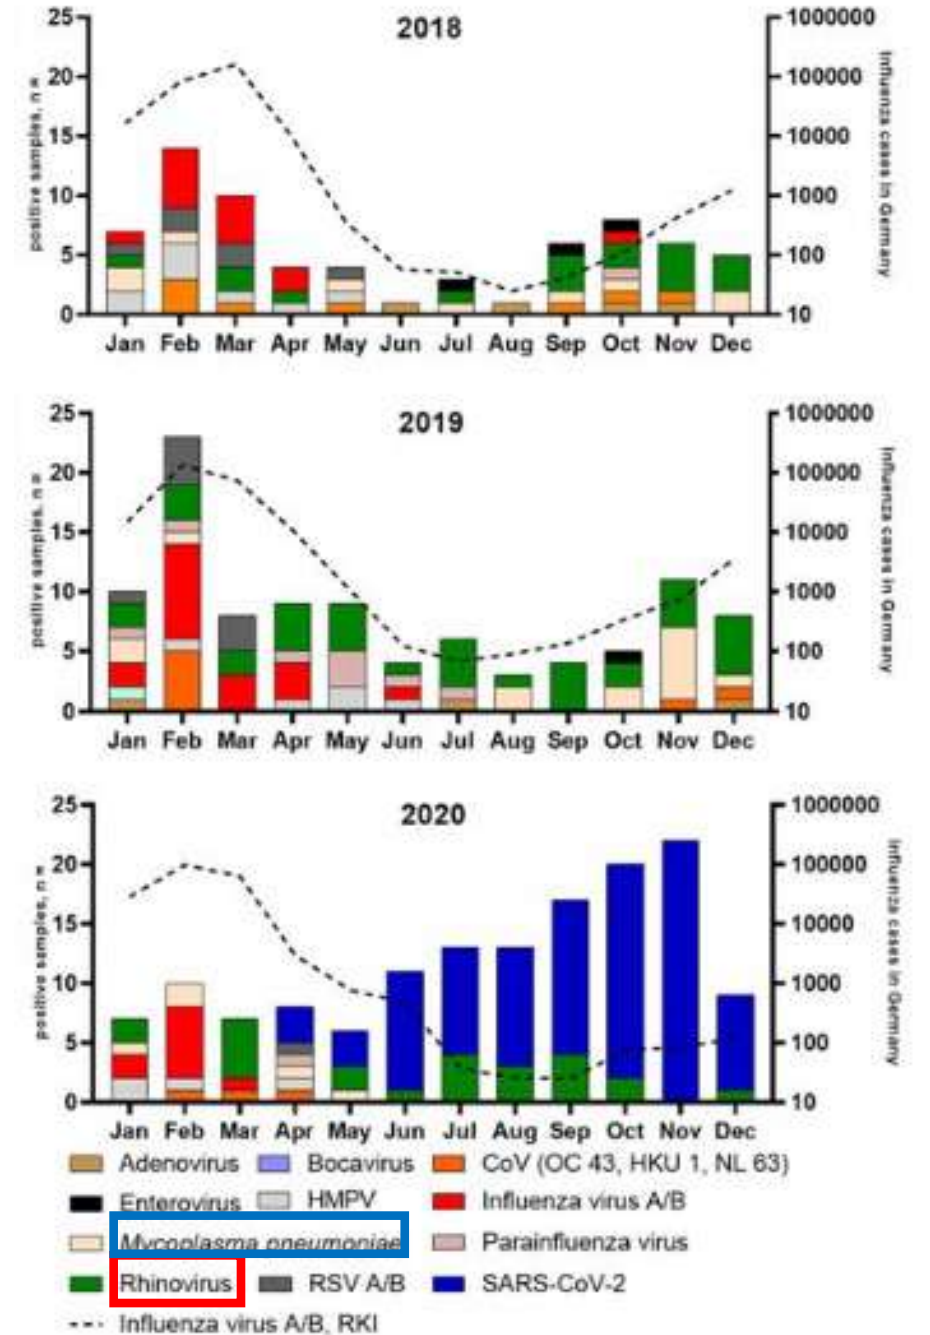 2018
25
20
15
10
5
0
positive samples, n =
1000000
100000
10000
1000
100
10
Influenza cases in Germany
Jan Feb Mar Apr May Jun Jul Aug Sep Oct Nov Dec
2019
25
20
15
10
5
0
positive samples, n =
1000000
100000
10000
1000
100
10
Influenza cases in Germany
Jan Feb Mar Apr May Jun Jul Aug Sep Oct Nov Dec
2020
25
20
15
10
5
0
positive samples, n =
1000000
100000
10000
1000
100
10
Influenza cases in Germany
Jan Feb Mar Apr May Jun Jul Aug Sep Oct Nov Dec
Adenovirus Bocavirus CoV (OC 43, HKU 1, NL 63)
Enterovirus HMPV Influenza virus A/B
Mycoplasma pneumoniae Parainfluenza virus
Rhinovirus RSV A/B SARS-CoV-2
Influenza virus A/B, RKI